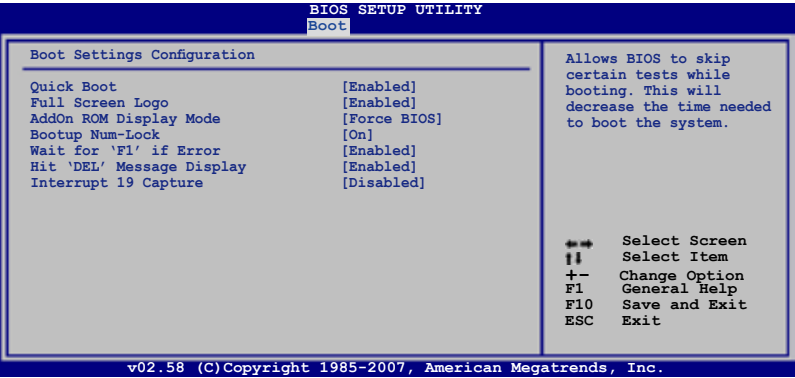 BIOS SETUP UTILITY
Boot
Boot Settings Configuration
Quick Boot [Enabled]
Full Screen Logo [Enabled]
AddOn ROM Display Mode [Force BIOS]
Bootup Num-Lock [On]
Wait for ‘F1’ if Error [Enabled]
Hit ‘DEL’ Message Display [Enabled]
Interrupt 19 Capture [Disabled]
Allows BIOS to skip
certain tests while
booting. This will
decrease the time needed
to boot the system.
←→ Select Screen
↑↓ Select Item
+- Change Option
F1 General Help
F10 Save and Exit
ESC Exit
v02.58 (C)Copyright 1985-2007, American Megatrends, Inc.